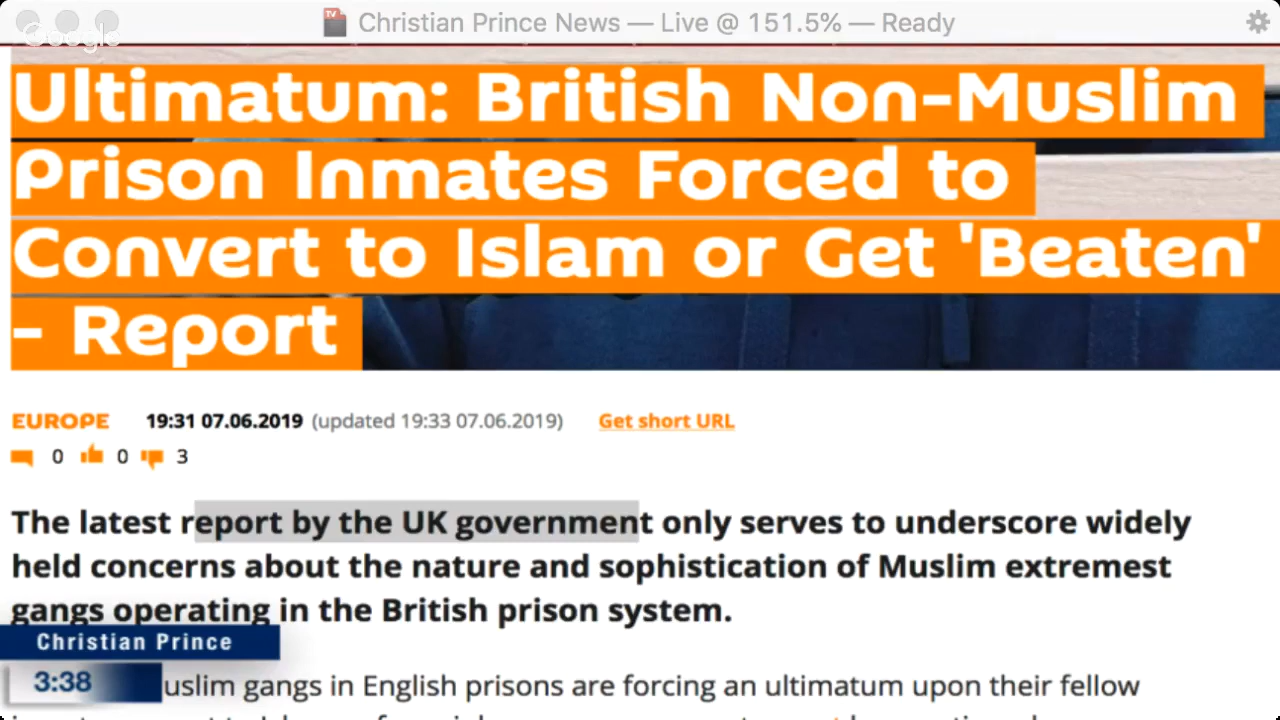 Christian Prince News — Live @ 151.5% — Ready
Google
Ultimatum: British Non-Muslim
Prison Inmates Forced to
Convert to Islam or Get 'Beaten'
- Report
EUROPE 19:31 07.06.2019 (updated 19:33 07.06.2019) Get short URL
0 0 3
The latest report by the UK government only serves to underscore widely
held concerns about the nature and sophistication of Muslim extremest
gangs operating in the British prison system.
Christian Prince
3:38
uslim gangs in English prisons are forcing an ultimatum upon their fellow